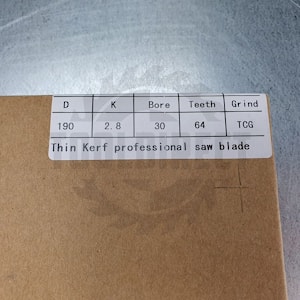 D K Bore Teeth Grind
190 2.8 30 64 TCG
Thin Kerf professional saw blade